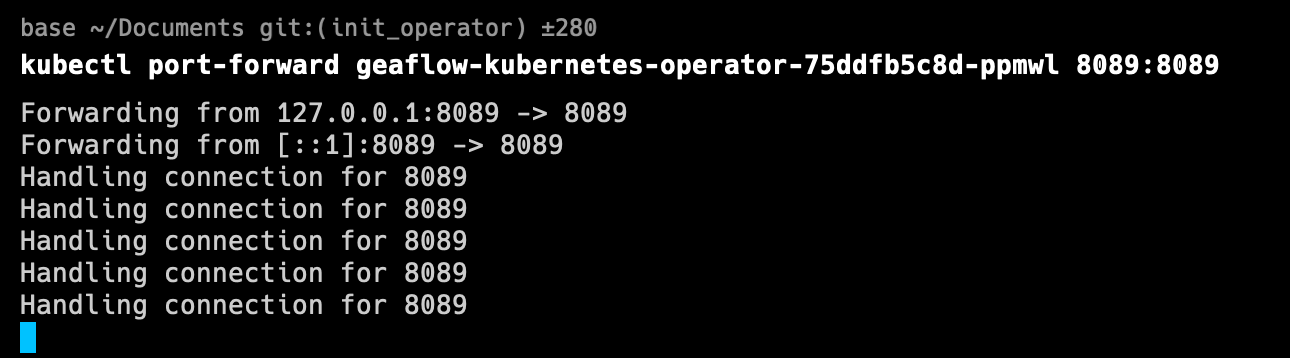 base ~/Documents git:(init_operator) ±280
kubectl port-forward geaflow-kubernetes-operator-75ddfb5c8d-ppmwl 8089:8089
Forwarding from 127.0.0.1:8089 -> 8089
Forwarding from [::1]:8089 -> 8089
Handling connection for 8089
Handling connection for 8089
Handling connection for 8089
Handling connection for 8089
Handling connection for 8089